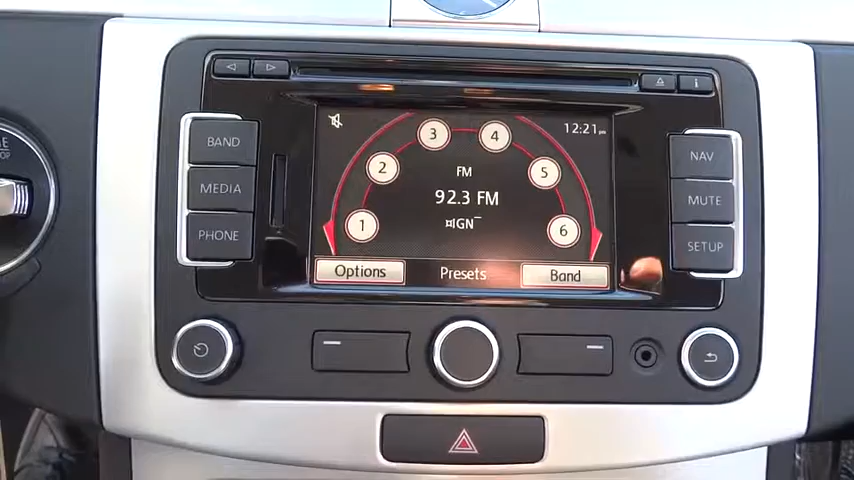 BAND
MEDIA
PHONE
12:21pm
1
2
3
4
5
6
FM
92.3 FM
Options
Presets
Band
NAV
MUTE
SETUP
i